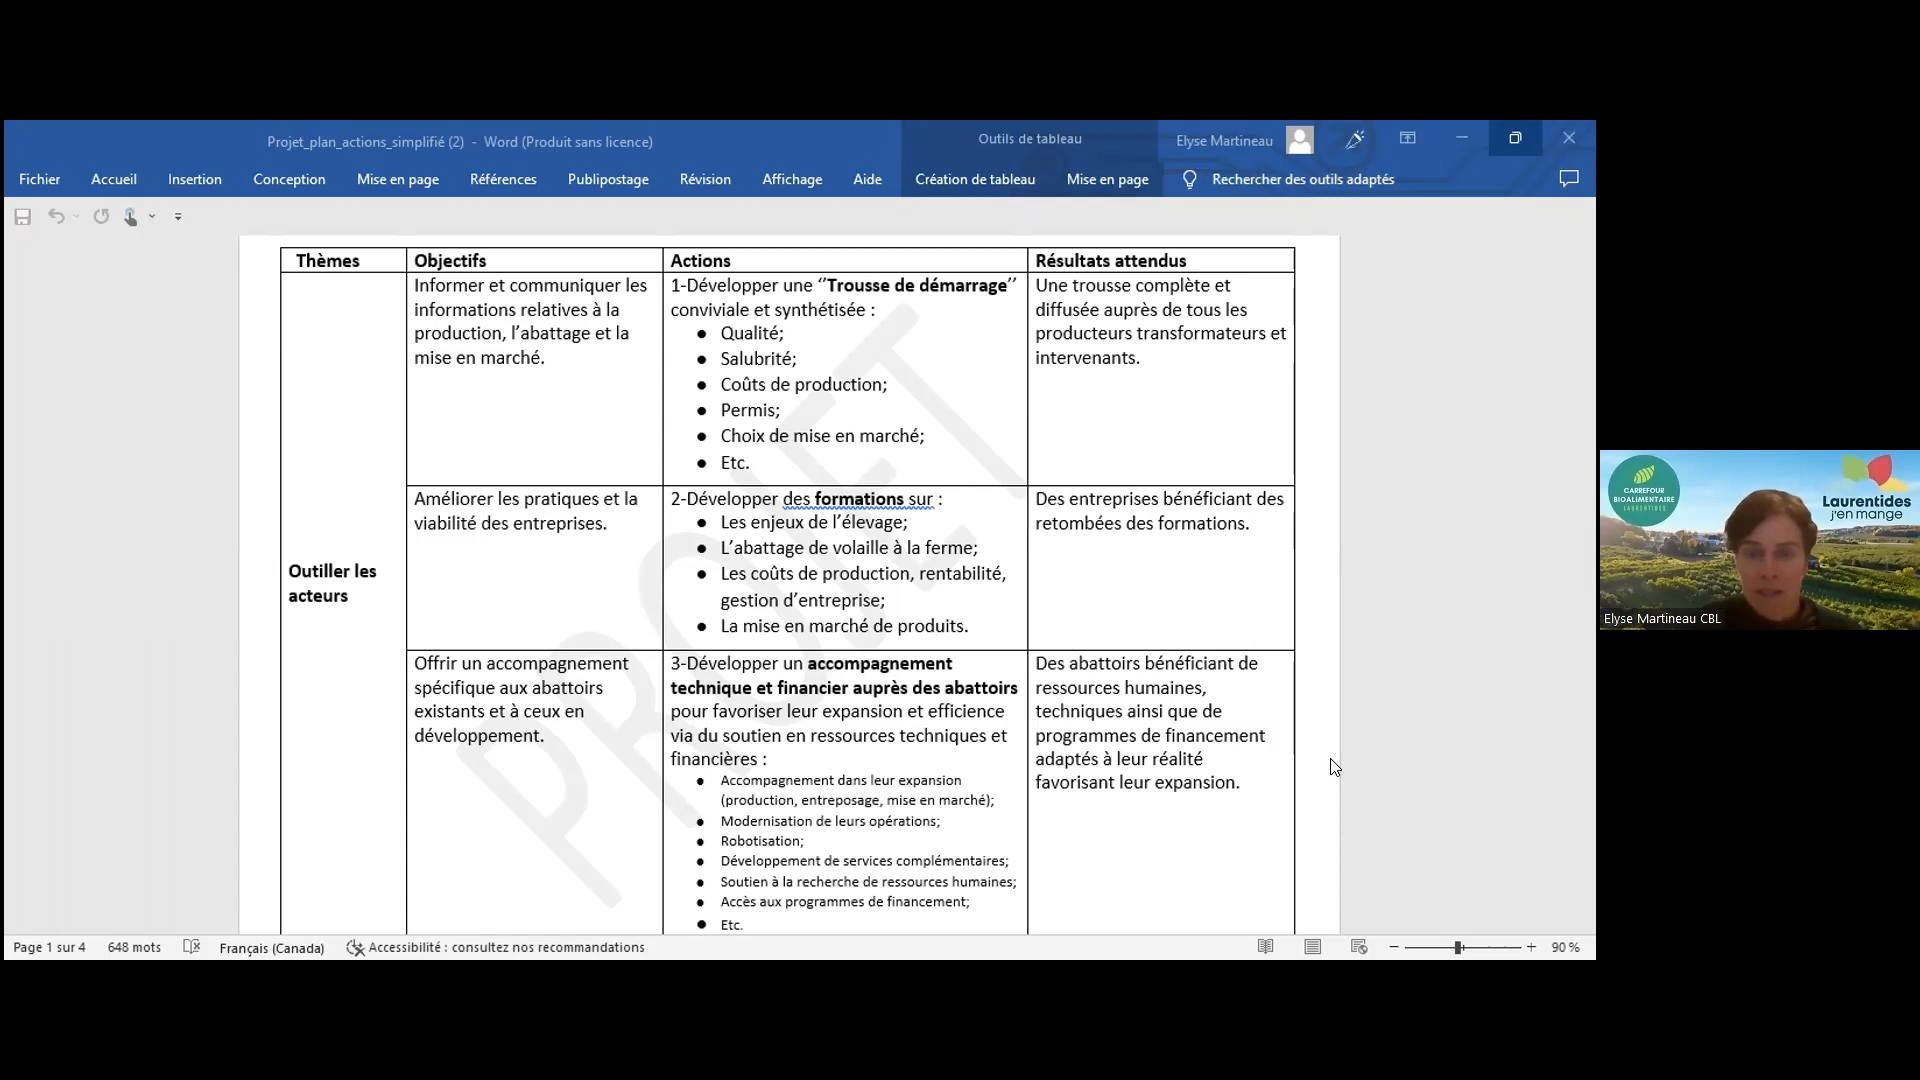 Projet_plan_actions_simplifié (2) - Word (Produit sans licence)
Outils de tableau
Elyse Martineau
Fichier Accueil Insertion Conception Mise en page Références Publipostage Révision Affichage Aide Création de tableau Mise en page Rechercher des outils adaptés
Thèmes Objectifs Actions Résultats attendus
Outiller les
acteurs
Informer et communiquer les
informations relatives à la
production, l’abattage et la
mise en marché.
1-Développer une ‘’Trousse de démarrage’’
conviviale et synthétisée :
● Qualité;
● Salubrité;
● Coûts de production;
● Permis;
● Choix de mise en marché;
● Etc.
Une trousse complète et
diffusée auprès de tous les
producteurs transformateurs et
intervenants.
Améliorer les pratiques et la
viabilité des entreprises.
2-Développer des formations sur :
● Les enjeux de l’élevage;
● L’abattage de volaille à la ferme;
● Les coûts de production, rentabilité,
gestion d’entreprise;
● La mise en marché de produits.
Des entreprises bénéficiant des
retombées des formations.
Offrir un accompagnement
spécifique aux abattoirs
existants et à ceux en
développement.
3-Développer un accompagnement
technique et financier auprès des abattoirs
pour favoriser leur expansion et efficience
via du soutien en ressources techniques et
financières :
● Accompagnement dans leur expansion
(production, entreposage, mise en marché);
● Modernisation de leurs opérations;
● Robotisation;
● Développement de services complémentaires;
● Soutien à la recherche de ressources humaines;
● Accès aux programmes de financement;
● Etc.
Des abattoirs bénéficiant de
ressources humaines,
techniques ainsi que de
programmes de financement
adaptés à leur réalité
favorisant leur expansion.
PROJET
Page 1 sur 4 648 mots Français (Canada) Accessibilité : consultez nos recommandations 90 %
CARREFOUR
BIOALIMENTAIRE
LAURENTIDES
Laurentides
j'en mange
Elyse Martineau CBL